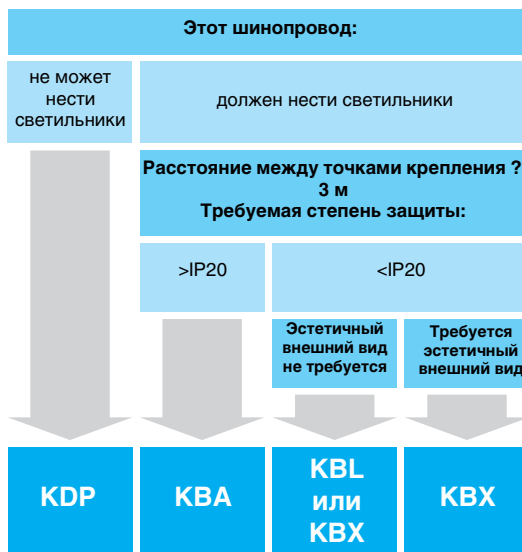 Этот шинопровод:
не может
нести
светильники
должен нести светильники
Расстояние между точками крепления ?
3 м
Требуемая степень защиты:
>IP20
<IP20
Эстетичный
внешний вид
не требуется
Требуется
эстетичный
внешний вид
KDP
KBA
KBL
или
KBX
KBX